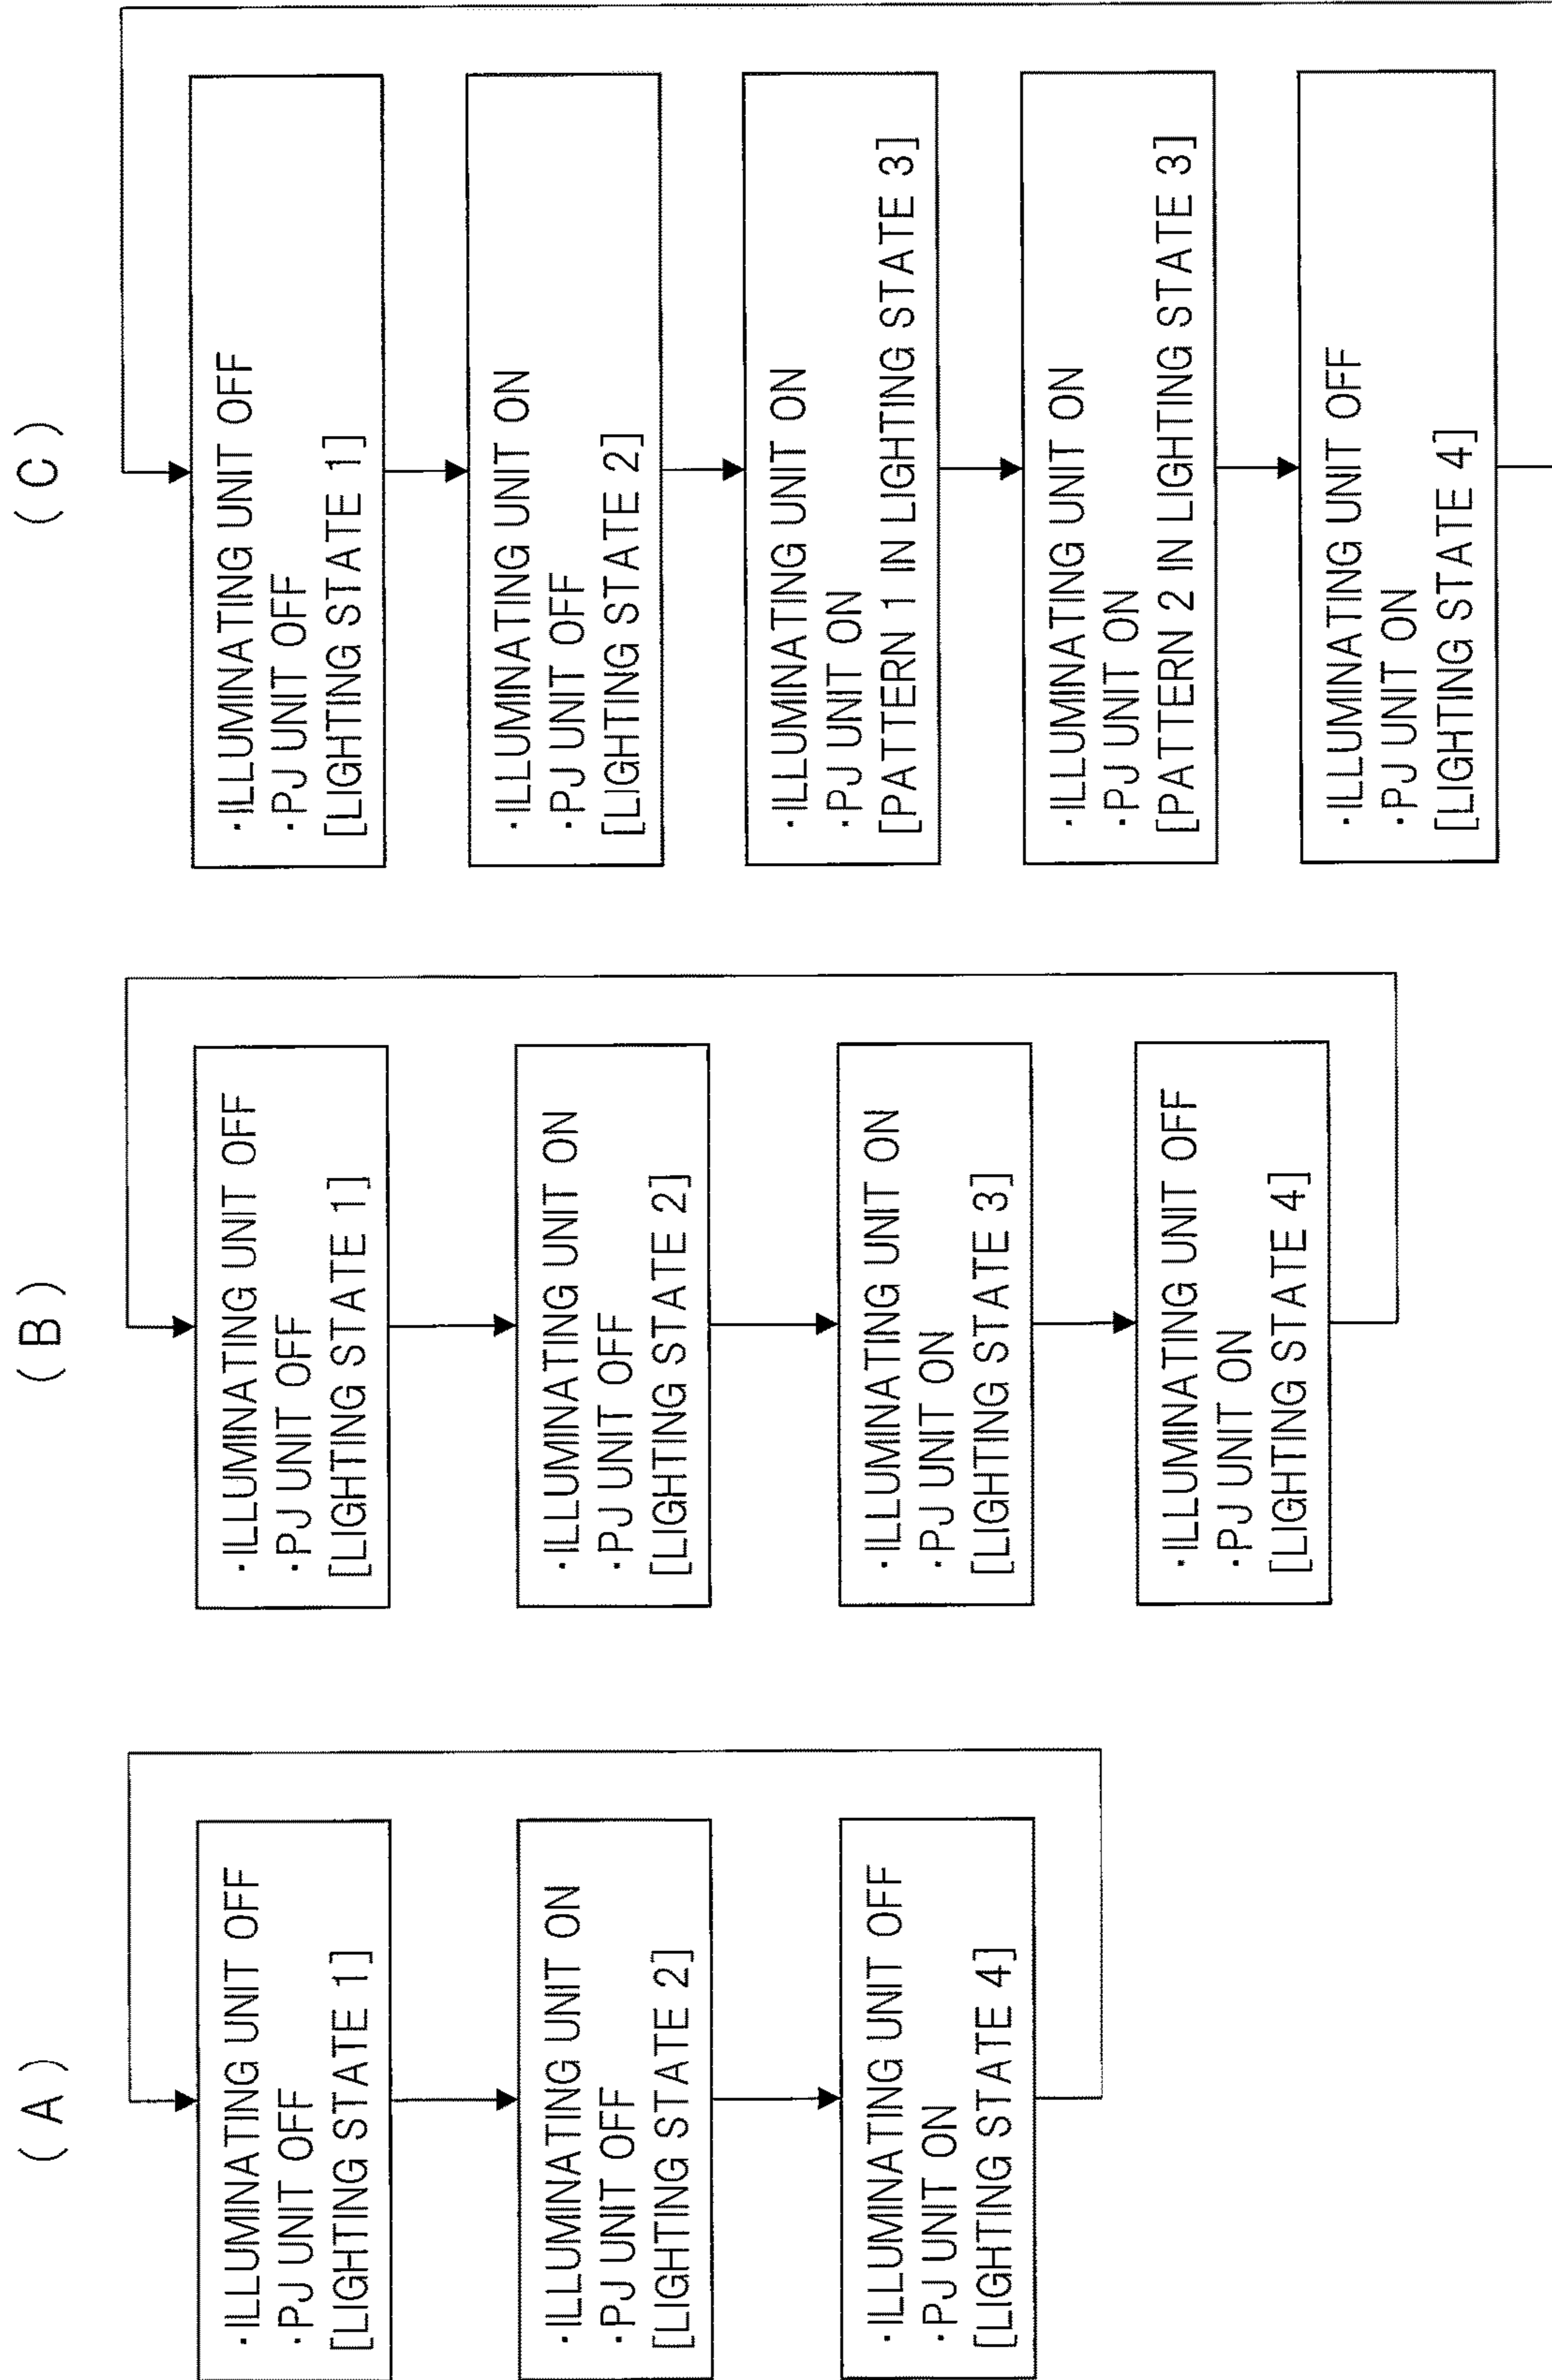 ( A )
·ILLUMINATING UNIT OFF
·PJ UNIT OFF
[LIGHTING STATE 1]
·ILLUMINATING UNIT ON
·PJ UNIT OFF
[LIGHTING STATE 2]
·ILLUMINATING UNIT OFF
·PJ UNIT ON
[LIGHTING STATE 4]
( B )
·ILLUMINATING UNIT OFF
·PJ UNIT OFF
[LIGHTING STATE 1]
·ILLUMINATING UNIT ON
·PJ UNIT OFF
[LIGHTING STATE 2]
·ILLUMINATING UNIT ON
·PJ UNIT ON
[LIGHTING STATE 3]
·ILLUMINATING UNIT OFF
·PJ UNIT ON
[LIGHTING STATE 4]
( C )
·ILLUMINATING UNIT OFF
·PJ UNIT OFF
[LIGHTING STATE 1]
·ILLUMINATING UNIT ON
·PJ UNIT OFF
[LIGHTING STATE 2]
·ILLUMINATING UNIT ON
·PJ UNIT ON
[PATTERN 1 IN LIGHTING STATE 3]
·ILLUMINATING UNIT ON
·PJ UNIT ON
[PATTERN 2 IN LIGHTING STATE 3]
·ILLUMINATING UNIT OFF
·PJ UNIT ON
[LIGHTING STATE 4]